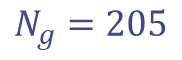 N_g = 205